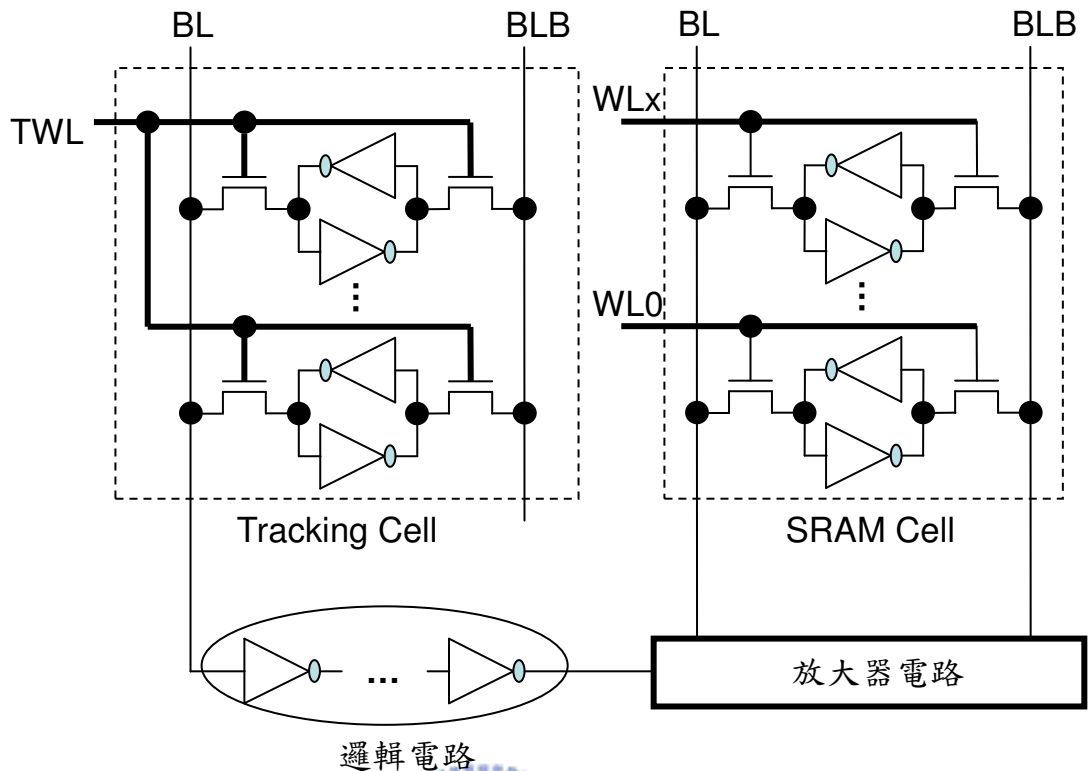 BL BLB BL BLB
TWL
WLx
⋮ ⋮
WL0
Tracking Cell SRAM Cell
...
放大器電路
邏輯電路